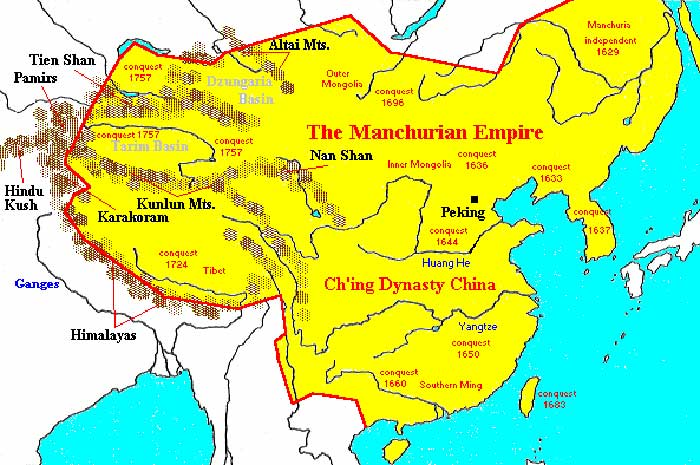 Manchuria
independent
1629
Altai Mts.
Tien Shan
Pamirs
conquest
1757
Dzungaria
Basin
Outer
Mongolia
conquest
1696
conquest 1757
Tarim Basin
conquest
1757
The Manchurian Empire
Nan Shan
Inner Mongolia
conquest
1636
conquest
1633
Hindu
Kush
Kunlun Mts.
Karakoram
Peking
conquest
1637
conquest
1644
conquest
1724
Tibet
Huang He
Ganges
Ch'ing Dynasty China
Himalayas
Yangtze
conquest
1650
conquest
1660
Southern Ming
conquest
1683